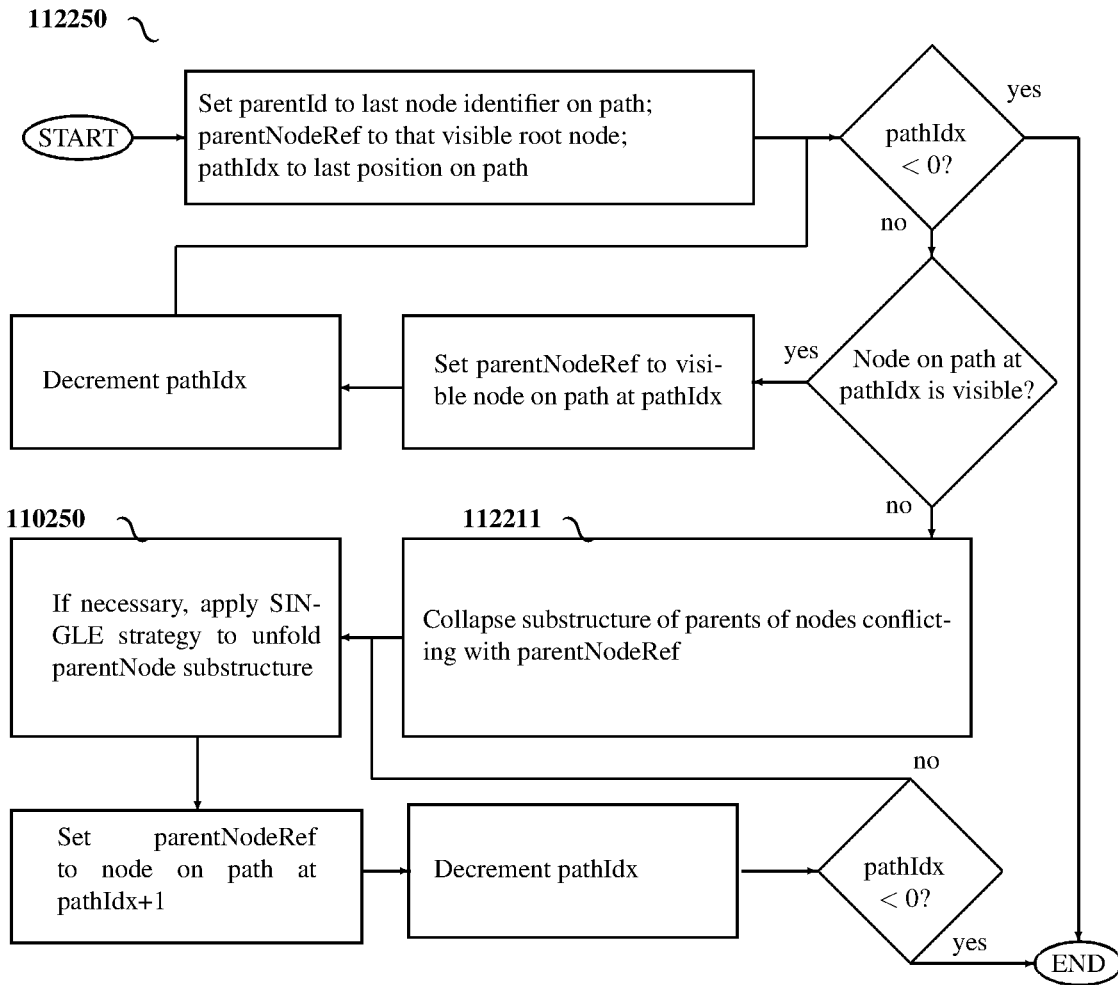 112250
START
Set parentId to last node identifier on path;
parentNodeRef to that visible root node;
pathIdx to last position on path
pathIdx
< 0?
yes
no
Decrement pathIdx
Set parentNodeRef to visi-
ble node on path at pathIdx
yes
Node on path at
pathIdx is visible?
no
110250
112211
If necessary, apply SIN-
GLE strategy to unfold
parentNode substructure
Collapse substructure of parents of nodes conflict-
ing with parentNodeRef
no
Set parentNodeRef
to node on path at
pathIdx+1
Decrement pathIdx
pathIdx
< 0?
yes
END